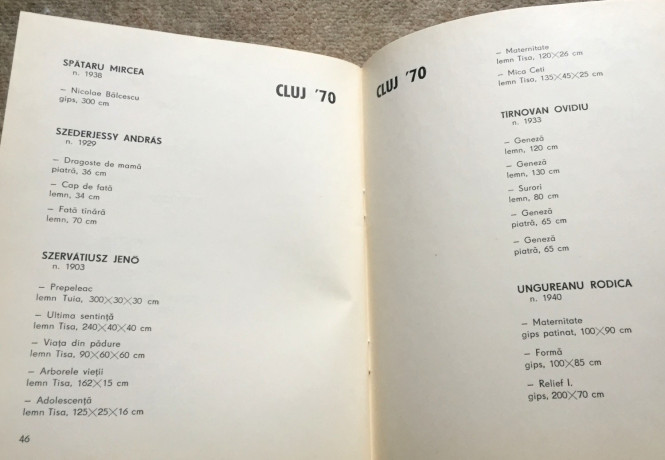 SPĂTARU MIRCEA
n. 1938
— Nicolae Bălcescu
gips, 300 cm
CLUJ '70
SZEDERJESSY ANDRÁS
n. 1929
— Dragoste de mamă
piatră, 36 cm
— Cap de fată
lemn, 34 cm
— Fată tînără
lemn, 70 cm
SZERVÁTIUSZ JENŐ
n. 1903
— Prepeleac
lemn Tuia, 300×30×30 cm
— Ultima sentință
lemn Tisa, 240×40×40 cm
— Viața din pădure
lemn Tisa, 90×60×60 cm
— Arborele vieții
lemn Tisa, 162×15 cm
— Adolescență
lemn Tisa, 125×25×16 cm
46
CLUJ '70
— Maternitate
lemn Tisa, 120×26 cm
— Mica Ceti
lemn Tisa, 135×45×25 cm
TIRNOVAN OVIDIU
n. 1933
— Geneză
lemn, 120 cm
— Geneză
lemn, 130 cm
— Surori
lemn, 80 cm
— Geneză
piatră, 65 cm
— Geneză
piatră, 65 cm
UNGUREANU RODICA
n. 1940
— Maternitate
gips patinat, 100×90 cm
— Formă
gips, 100×85 cm
— Relief I.
gips, 200×70 cm